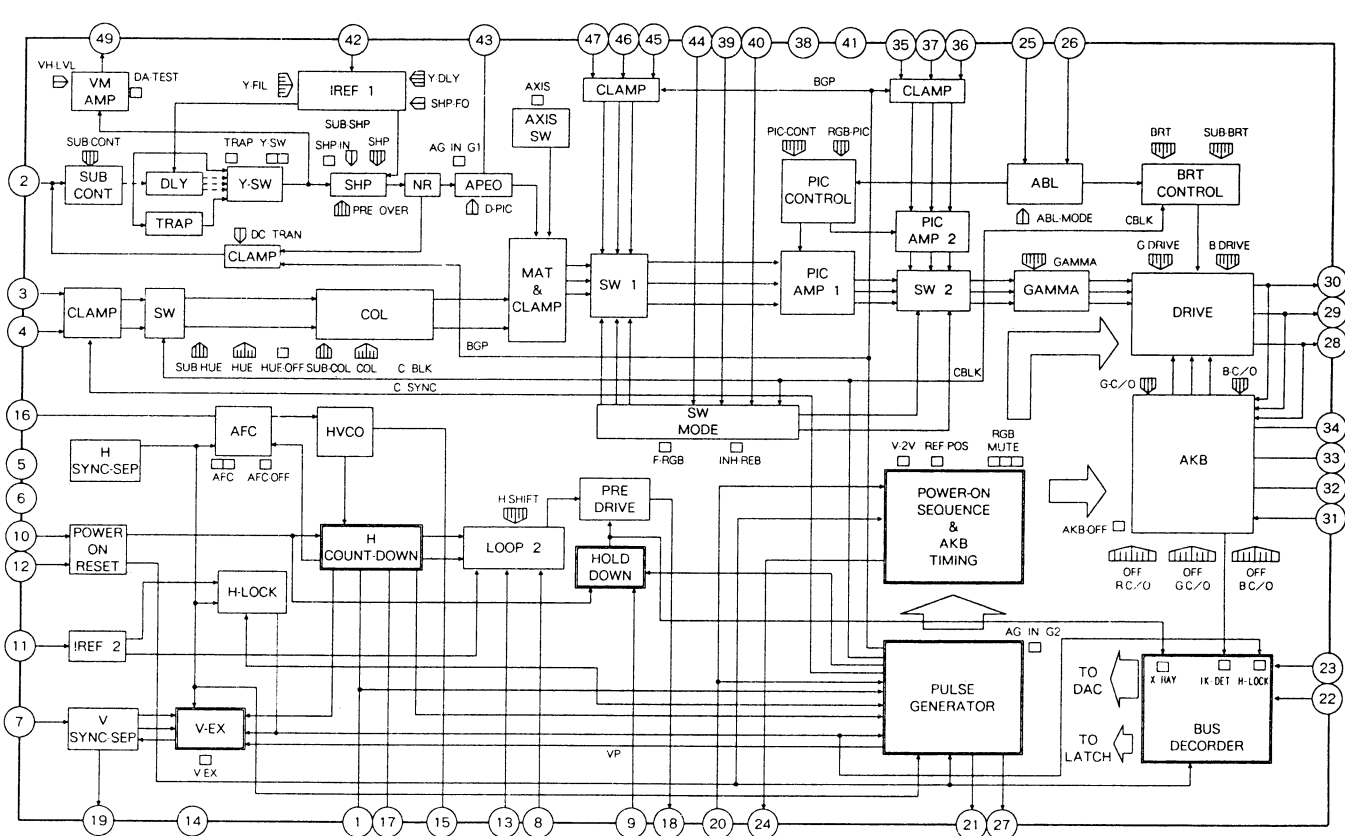 49 42 43 47 46 45 44 39 40 38 41 35 37 36 25 26
VH·LVL
VM
AMP
DA·TEST
Y·FIL
IREF 1
Y·DLY
SHP·FO
SUB·SHP
AXIS
AXIS
SW
CLAMP
BGP
CLAMP
SUB·CONT
SUB
CONT
TRAP Y·SW
SHP·IN
SHP
AG IN G1
PIC·CONT
RGB·PIC
PIC
CONTROL
BRT
SUB·BRT
2
DLY
Y-SW
SHP
NR
APEO
ABL
BRT
CONTROL
TRAP
PRE OVER
D-PIC
ABL-MODE
CBLK
DC TRAN
CLAMP
PIC
AMP 2
MAT
&
CLAMP
SW 1
PIC
AMP 1
SW 2
GAMMA
GAMMA
G DRIVE
B DRIVE
DRIVE
30
29
28
3
4
CLAMP
SW
COL
BGP
SUB HUE
HUE
HUE·OFF
SUB·COL
COL
C BLK
CBLK
C SYNC
G·C/O
B·C/O
16
AFC
HVCO
SW
MODE
F·RGB
INH·REB
34
H
SYNC-SEP
AFC
AFC·OFF
V·2V
REF POS
RGB
MUTE
AKB
33
5
6
H SHIFT
PRE
DRIVE
POWER-ON
SEQUENCE
&
AKB
TIMING
32
31
10
12
POWER
ON
RESET
H
COUNT-DOWN
LOOP 2
HOLD
DOWN
AKB·OFF
OFF
R C/O
OFF
G C/O
OFF
B C/O
H-LOCK
11
IREF 2
AG IN G2
TO
DAC
X·RAY
IK-DET
H-LOCK
23
22
PULSE
GENERATOR
7
V
SYNC-SEP
V-EX
V EX
VP
TO
LATCH
BUS
DECORDER
19 14 1 17 15 13 8 9 18 20 24 21 27